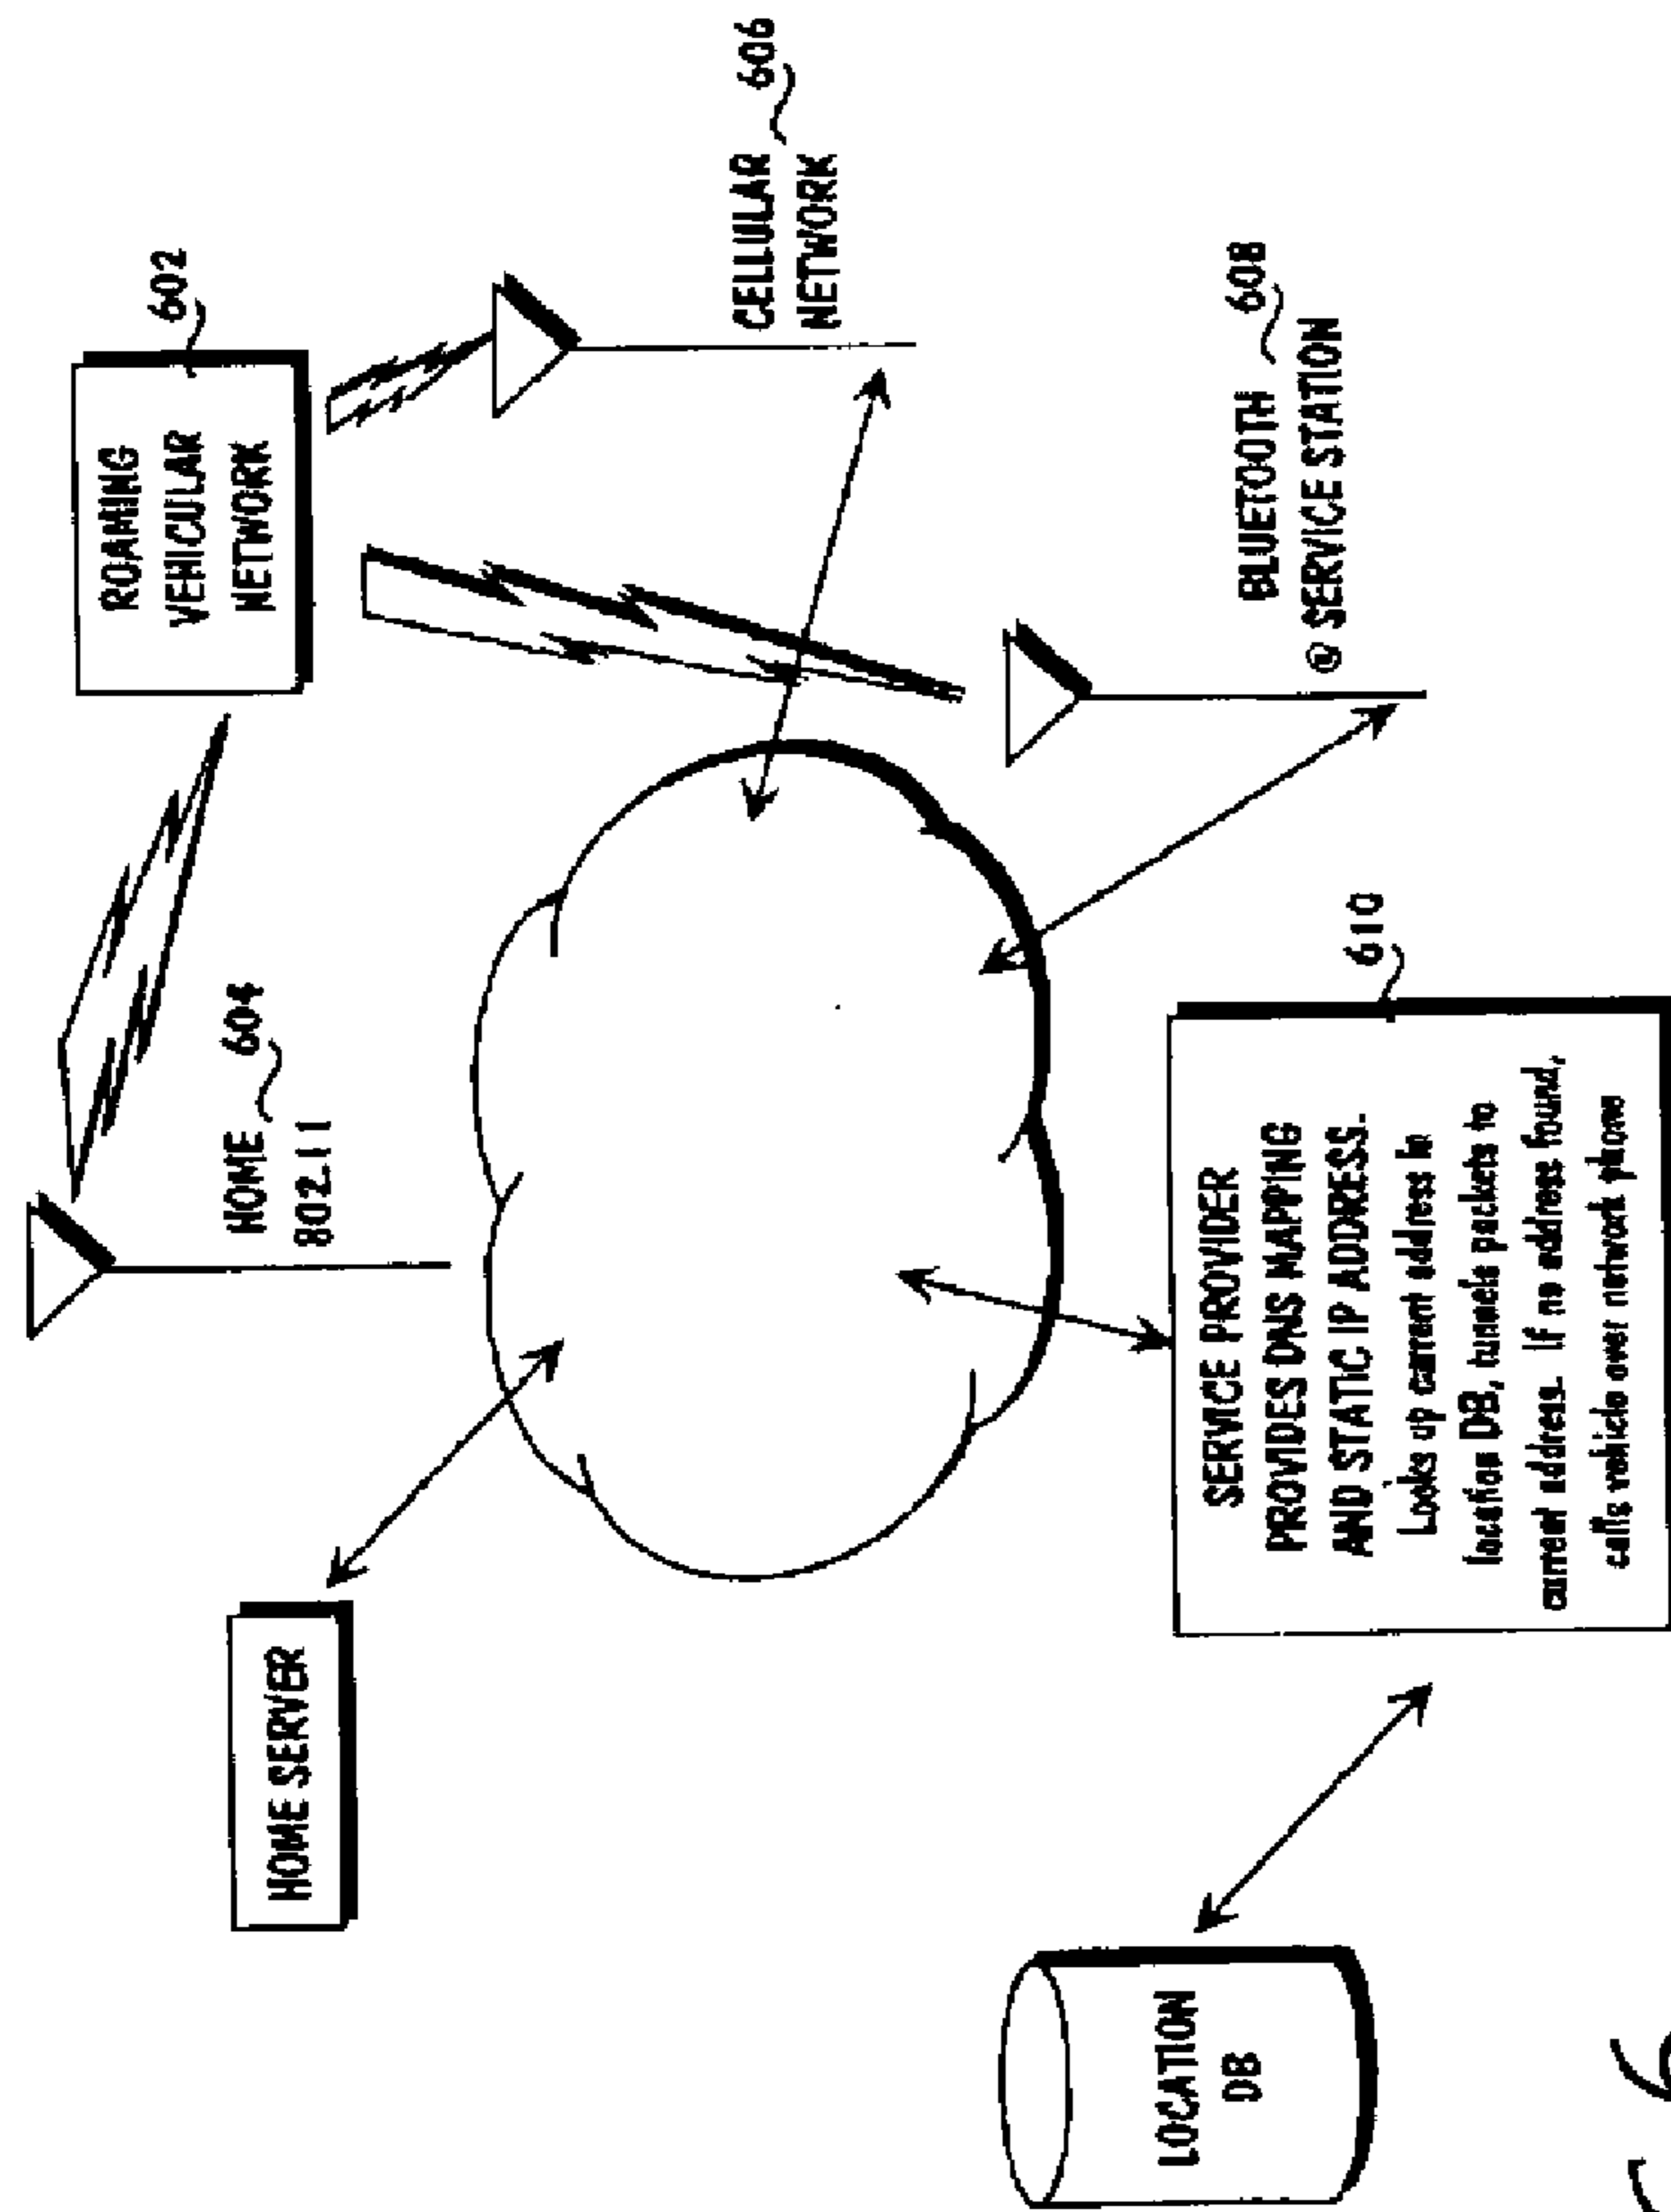 ROAMING
VEHICULAR
NETWORK
602
HOME 604
802.11
CELLULAR 606
NETWORK
HOME SERVER
BLUETOOTH 608
@ SERVICE STATION
610
SERVICE PROVIDER
PROVIDES DNS MAPPING
AND STATIC IP ADDRESS.
Looks up current address in
location DB, tunnels packets to
current address. If no address found,
calls vehicle over network phone
LOCATION
DB
6